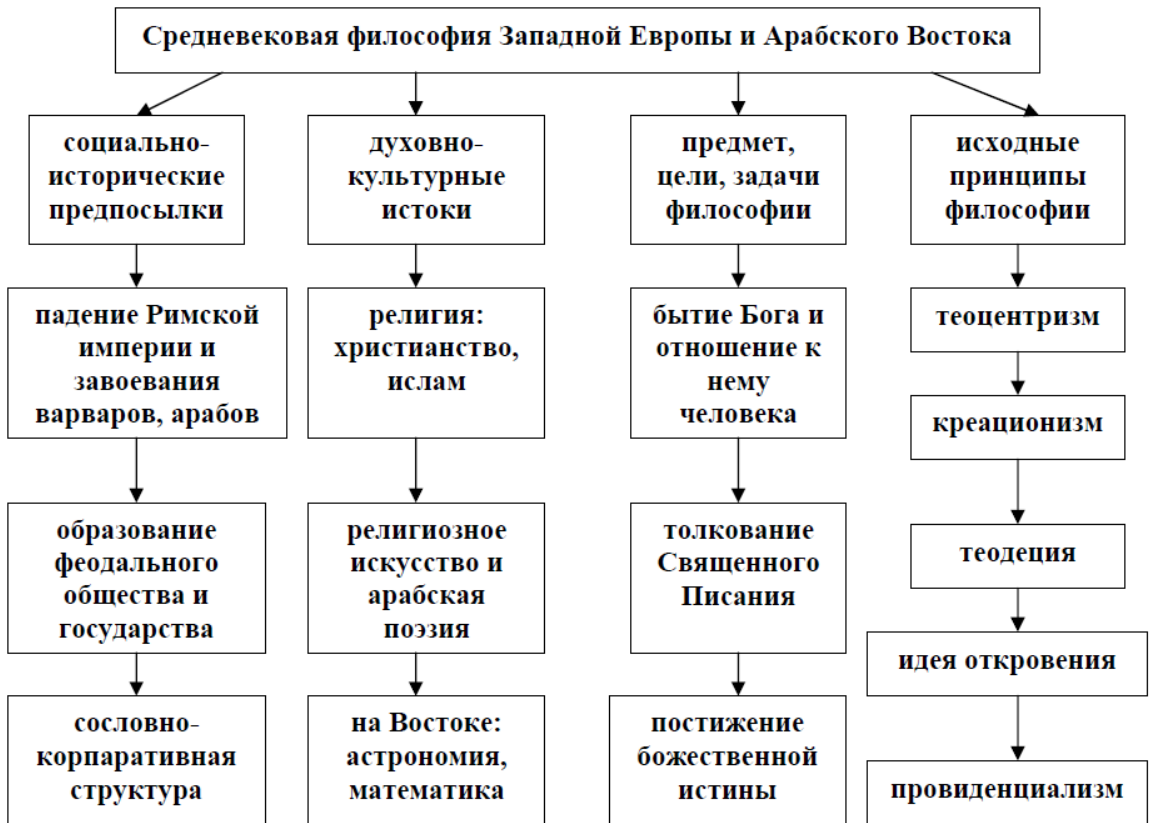 Средневековая философия Западной Европы и Арабского Востока
социально-
исторические
предпосылки
падение Римской
империи и
завоевания
варваров, арабов
образование
феодального
общества и
государства
сословно-
корпаративная
структура
духовно-
культурные
истоки
религия:
христианство,
ислам
религиозное
искусство и
арабская
поэзия
на Востоке:
астрономия,
математика
предмет,
цели, задачи
философии
бытие Бога и
отношение к
нему
человека
толкование
Священного
Писания
постижение
божественной
истины
исходные
принципы
философии
теоцентризм
креационизм
теодеция
идея откровения
провиденциализм